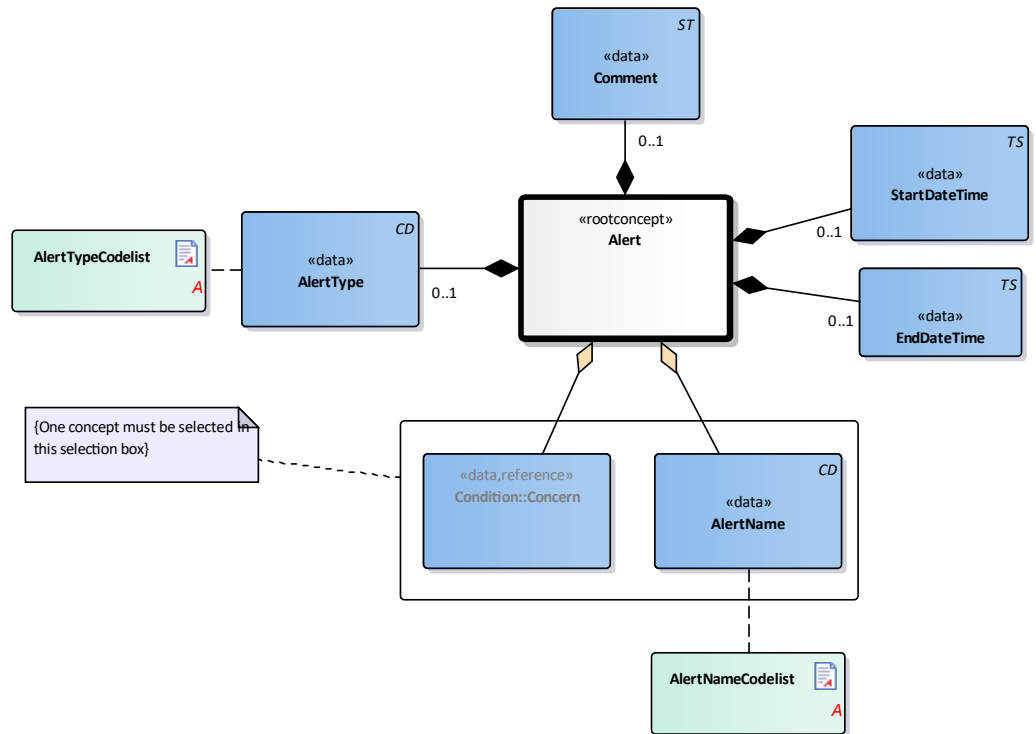 ST
«data»
Comment
0..1
TS
«data»
StartDateTime
0..1
«rootconcept»
Alert
CD
«data»
AlertType
0..1
AlertTypeCodelist
A
TS
«data»
EndDateTime
0..1
{One concept must be selected in
this selection box}
«data,reference»
Condition::Concern
CD
«data»
AlertName
AlertNameCodelist
A